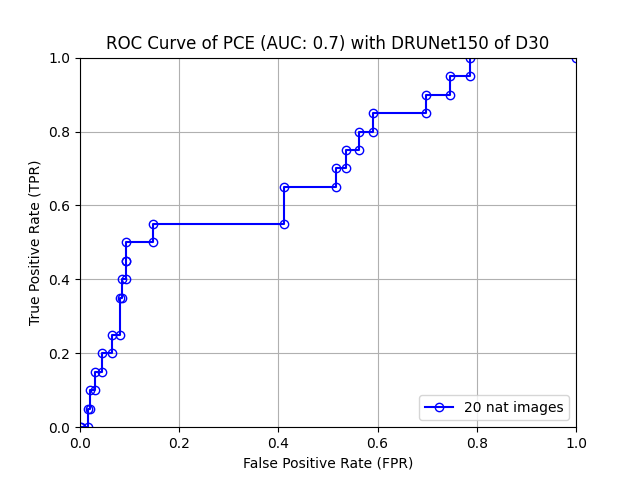 ROC Curve of PCE (AUC: 0.7) with DRUNet150 of D30
True Positive Rate (TPR)
1.0
0.8
0.6
0.4
0.2
0.0
20 nat images
0.0 0.2 0.4 0.6 0.8 1.0
False Positive Rate (FPR)